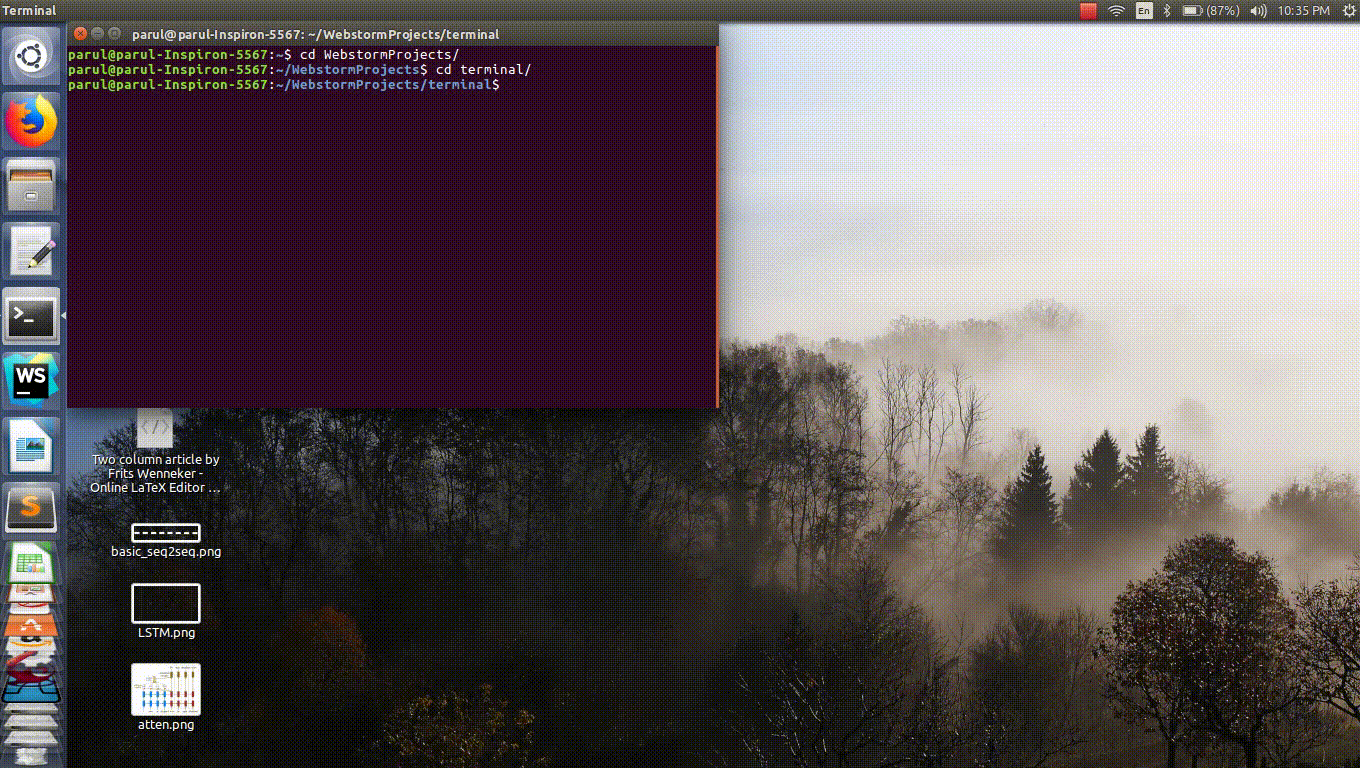 Terminal
En
(87%)
10:35 PM
parul@parul-Inspiron-5567: ~/WebstormProjects/terminal
parul@parul-Inspiron-5567:~$ cd WebstormProjects/
parul@parul-Inspiron-5567:~/WebstormProjects$ cd terminal/
parul@parul-Inspiron-5567:~/WebstormProjects/terminal$
>_
WS
</>
Two column article by
Frits Wenneker -
Online LaTeX Editor ...
S
basic_seq2seq.png
LSTM.png
atten.png